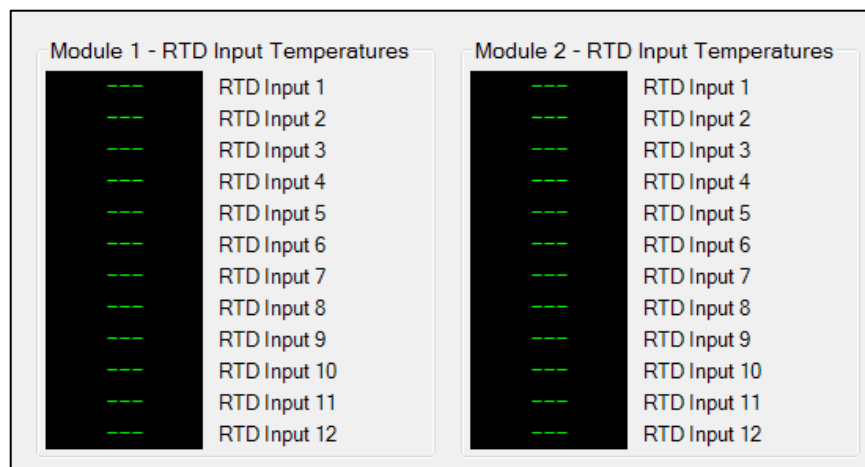 Module 1 - RTD Input Temperatures
--- RTD Input 1
--- RTD Input 2
--- RTD Input 3
--- RTD Input 4
--- RTD Input 5
--- RTD Input 6
--- RTD Input 7
--- RTD Input 8
--- RTD Input 9
--- RTD Input 10
--- RTD Input 11
--- RTD Input 12
Module 2 - RTD Input Temperatures
--- RTD Input 1
--- RTD Input 2
--- RTD Input 3
--- RTD Input 4
--- RTD Input 5
--- RTD Input 6
--- RTD Input 7
--- RTD Input 8
--- RTD Input 9
--- RTD Input 10
--- RTD Input 11
--- RTD Input 12